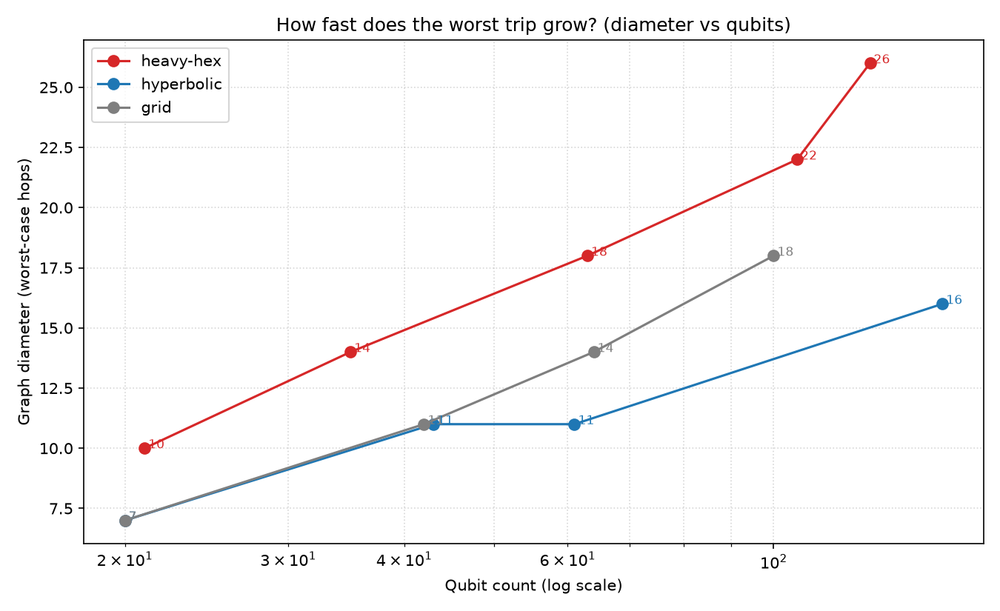 How fast does the worst trip grow? (diameter vs qubits)
heavy-hex
hyperbolic
grid
Graph diameter (worst-case hops)
25.0
22.5
20.0
17.5
15.0
12.5
10.0
7.5
26
22
18
18
16
14
14
11
11
11
10
7
2 × 10¹
3 × 10¹
4 × 10¹
6 × 10¹
10²
Qubit count (log scale)